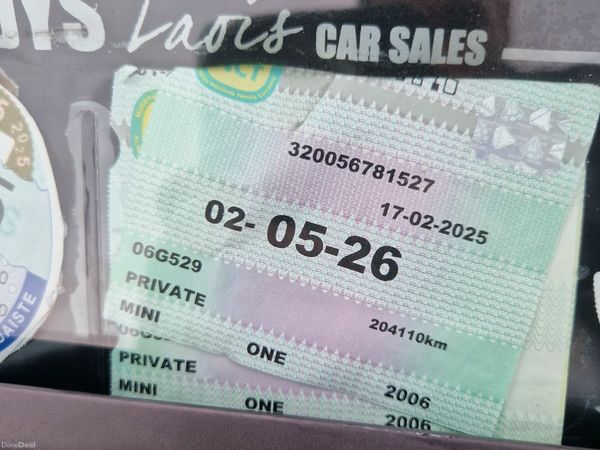 Laois CAR SALES
320056781527
17-02-2025
02-05-26
06G529
PRIVATE
204110km
MINI ONE 2006
PRIVATE
MINI ONE 2006
DoneDeal